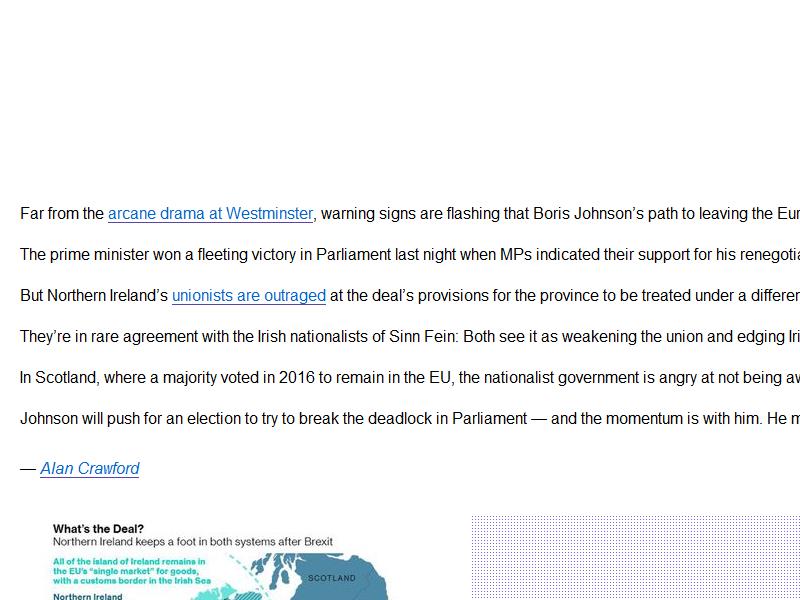 Far from the arcane drama at Westminster, warning signs are flashing that Boris Johnson’s path to leaving the
The prime minister won a fleeting victory in Parliament last night when MPs indicated their support for his
But Northern Ireland’s unionists are outraged at the deal’s provisions for the province to be treated under a
They’re in rare agreement with the Irish nationalists of Sinn Fein: Both see it as weakening the union and edging
In Scotland, where a majority voted in 2016 to remain in the EU, the nationalist government is angry at not being
Johnson will push for an election to try to break the deadlock in Parliament — and the momentum is with him. He
— Alan Crawford
What’s the Deal?
Northern Ireland keeps a foot in both systems after Brexit
All of the island of Ireland remains in
the EU’s “single market” for goods,
with a customs border in the Irish Sea
SCOTLAND
Northern Ireland